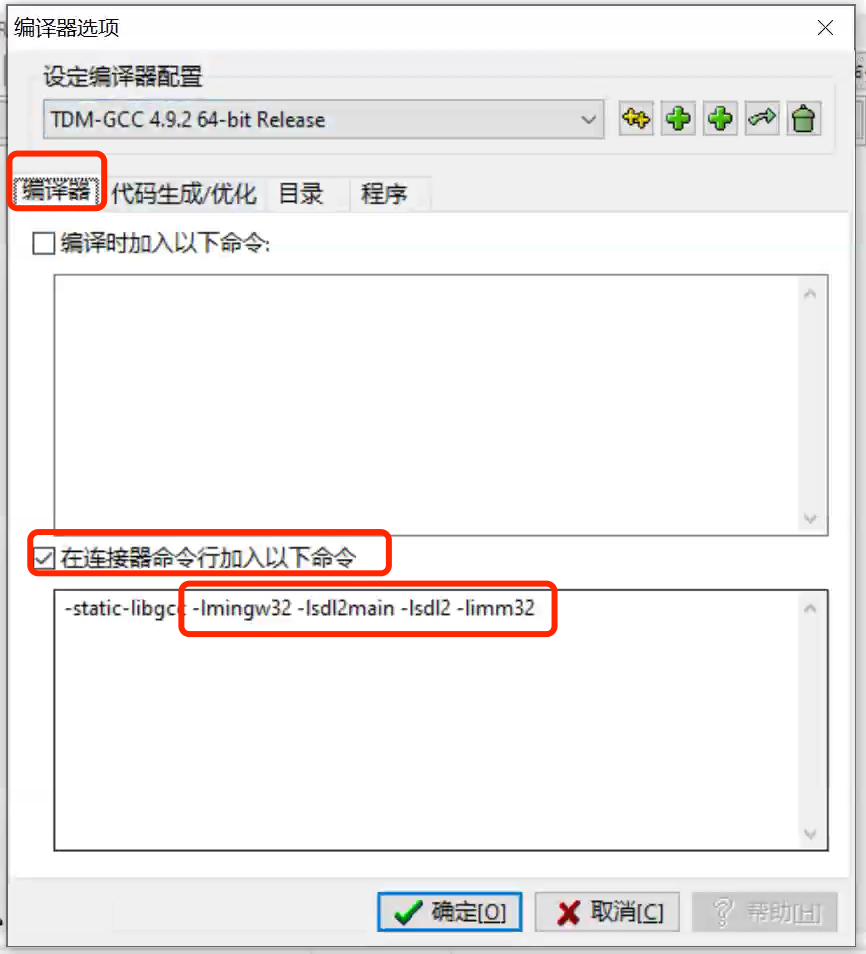 编译器选项
设定编译器配置
TDM-GCC 4.9.2 64-bit Release
编译器 代码生成/优化 目录 程序
编译时加入以下命令:
在连接器命令行加入以下命令
-static-libgcc -lmingw32 -lsdl2main -lsdl2 -limm32
确定[O] 取消[C] 帮助[H]